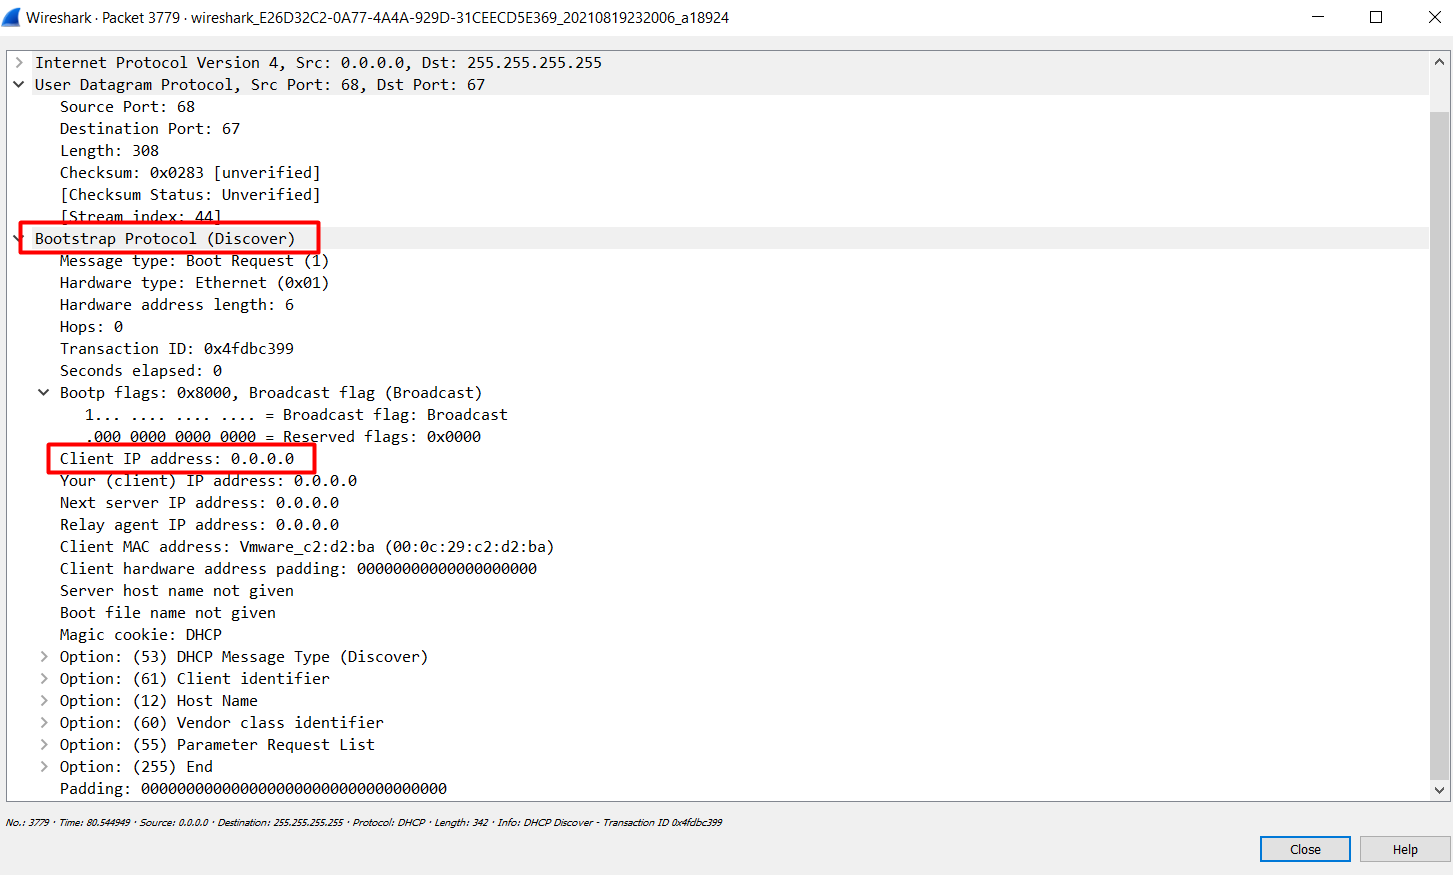 Wireshark · Packet 3779 · wireshark_E26D32C2-0A77-4A4A-929D-31CEECD5E369_20210819232006_a18924
Internet Protocol Version 4, Src: 0.0.0.0, Dst: 255.255.255.255
User Datagram Protocol, Src Port: 68, Dst Port: 67
Source Port: 68
Destination Port: 67
Length: 308
Checksum: 0x0283 [unverified]
[Checksum Status: Unverified]
[Stream index: 44]
Bootstrap Protocol (Discover)
Message type: Boot Request (1)
Hardware type: Ethernet (0x01)
Hardware address length: 6
Hops: 0
Transaction ID: 0x4fdbc399
Seconds elapsed: 0
Bootp flags: 0x8000, Broadcast flag (Broadcast)
1... .... .... .... = Broadcast flag: Broadcast
.000 0000 0000 0000 = Reserved flags: 0x0000
Client IP address: 0.0.0.0
Your (client) IP address: 0.0.0.0
Next server IP address: 0.0.0.0
Relay agent IP address: 0.0.0.0
Client MAC address: Vmware_c2:d2:ba (00:0c:29:c2:d2:ba)
Client hardware address padding: 00000000000000000000
Server host name not given
Boot file name not given
Magic cookie: DHCP
Option: (53) DHCP Message Type (Discover)
Option: (61) Client identifier
Option: (12) Host Name
Option: (60) Vendor class identifier
Option: (55) Parameter Request List
Option: (255) End
Padding: 0000000000000000000000000000000000
No.: 3779 · Time: 80.544949 · Source: 0.0.0.0 · Destination: 255.255.255.255 · Protocol: DHCP · Length: 342 · Info: DHCP Discover - Transaction ID 0x4fdbc399
Close
Help